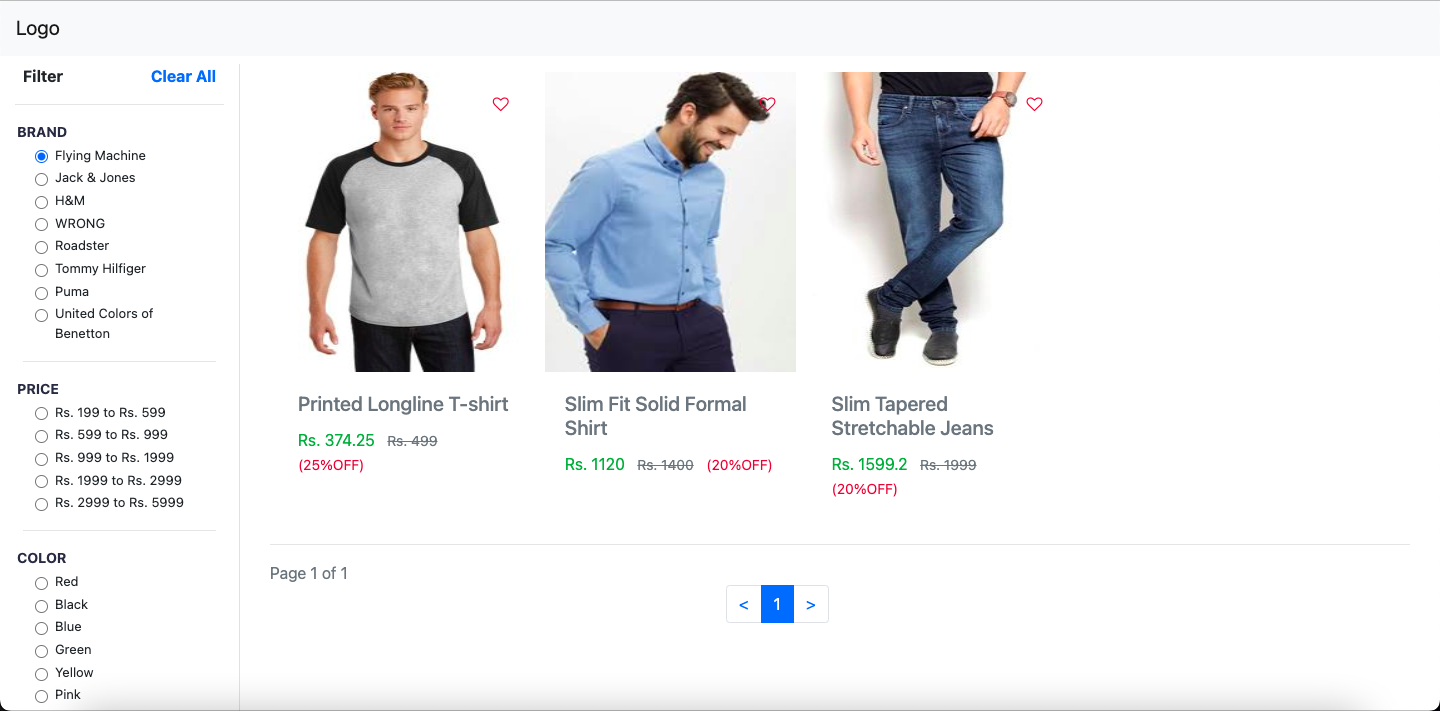 Logo
Filter
Clear All
BRAND
Flying Machine
Jack & Jones
H&M
WRONG
Roadster
Tommy Hilfiger
Puma
United Colors of
Benetton
PRICE
Rs. 199 to Rs. 599
Rs. 599 to Rs. 999
Rs. 999 to Rs. 1999
Rs. 1999 to Rs. 2999
Rs. 2999 to Rs. 5999
COLOR
Red
Black
Blue
Green
Yellow
Pink
Printed Longline T-shirt
Rs. 374.25 Rs. 499
(25%OFF)
Slim Fit Solid Formal
Shirt
Rs. 1120 Rs. 1400 (20%OFF)
Slim Tapered
Stretchable Jeans
Rs. 1599.2 Rs. 1999
(20%OFF)
Page 1 of 1
< 1 >